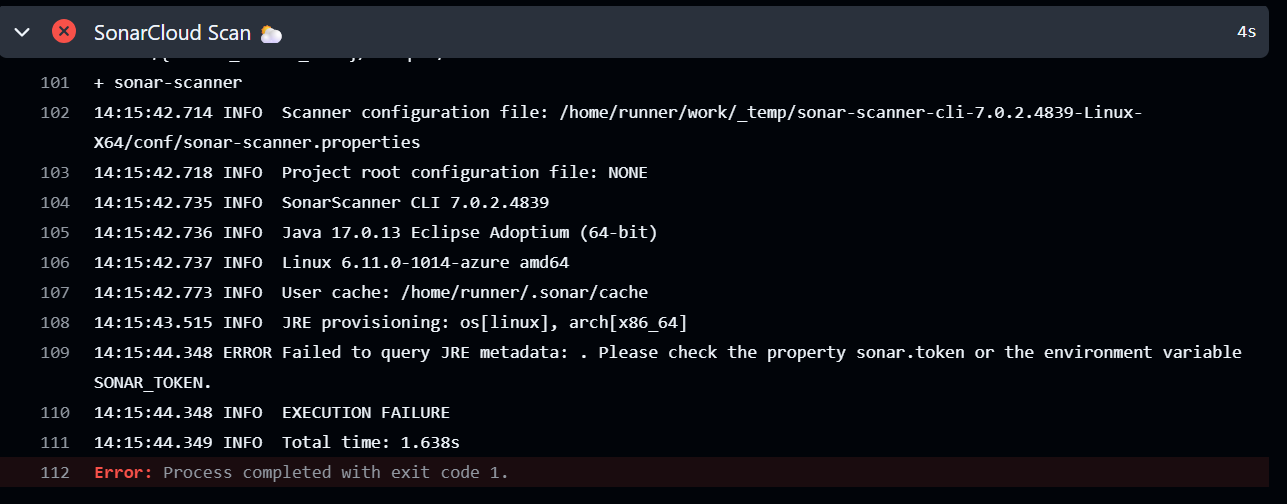 SonarCloud Scan
4s
101 + sonar-scanner
102 14:15:42.714 INFO  Scanner configuration file: /home/runner/work/_temp/sonar-scanner-cli-7.0.2.4839-Linux-
X64/conf/sonar-scanner.properties
103 14:15:42.718 INFO  Project root configuration file: NONE
104 14:15:42.735 INFO  SonarScanner CLI 7.0.2.4839
105 14:15:42.736 INFO  Java 17.0.13 Eclipse Adoptium (64-bit)
106 14:15:42.737 INFO  Linux 6.11.0-1014-azure amd64
107 14:15:42.773 INFO  User cache: /home/runner/.sonar/cache
108 14:15:43.515 INFO  JRE provisioning: os[linux], arch[x86_64]
109 14:15:44.348 ERROR Failed to query JRE metadata: . Please check the property sonar.token or the environment variable
SONAR_TOKEN.
110 14:15:44.348 INFO  EXECUTION FAILURE
111 14:15:44.349 INFO  Total time: 1.638s
112 Error: Process completed with exit code 1.